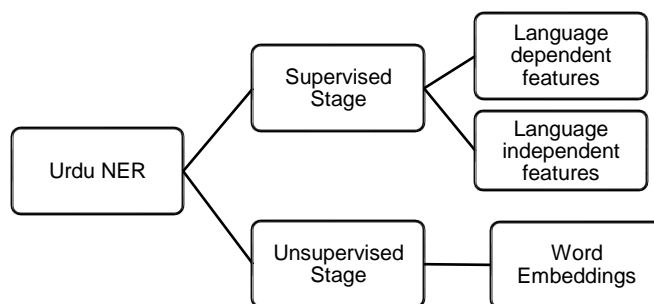 Urdu NER
Supervised
Stage
Language
dependent
features
Language
independent
features
Unsupervised
Stage
Word
Embeddings